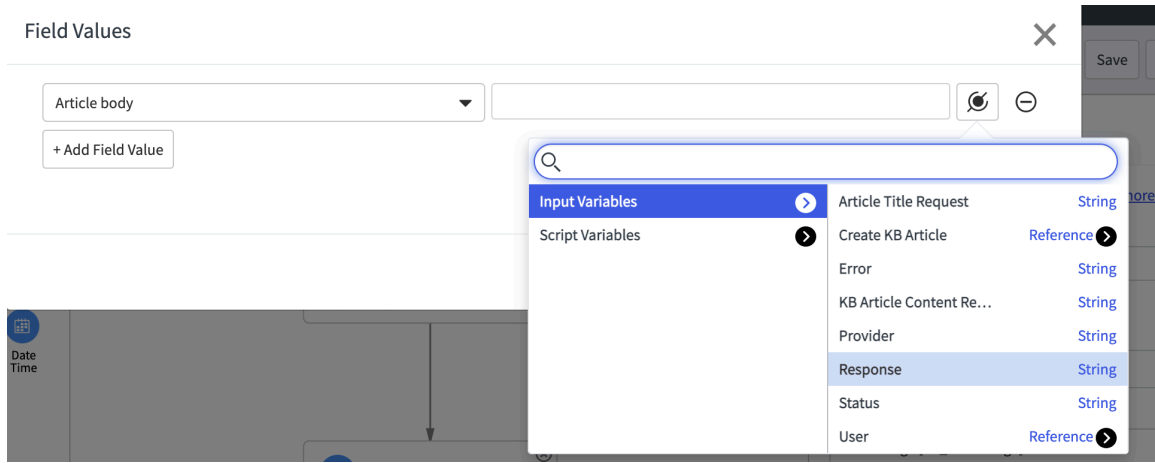 Field Values
Save
Article body
+ Add Field Value
Input Variables
Article Title Request String
more
Script Variables
Create KB Article Reference
Error String
KB Article Content Re... String
Provider String
Date
Time
Response String
Status String
User Reference